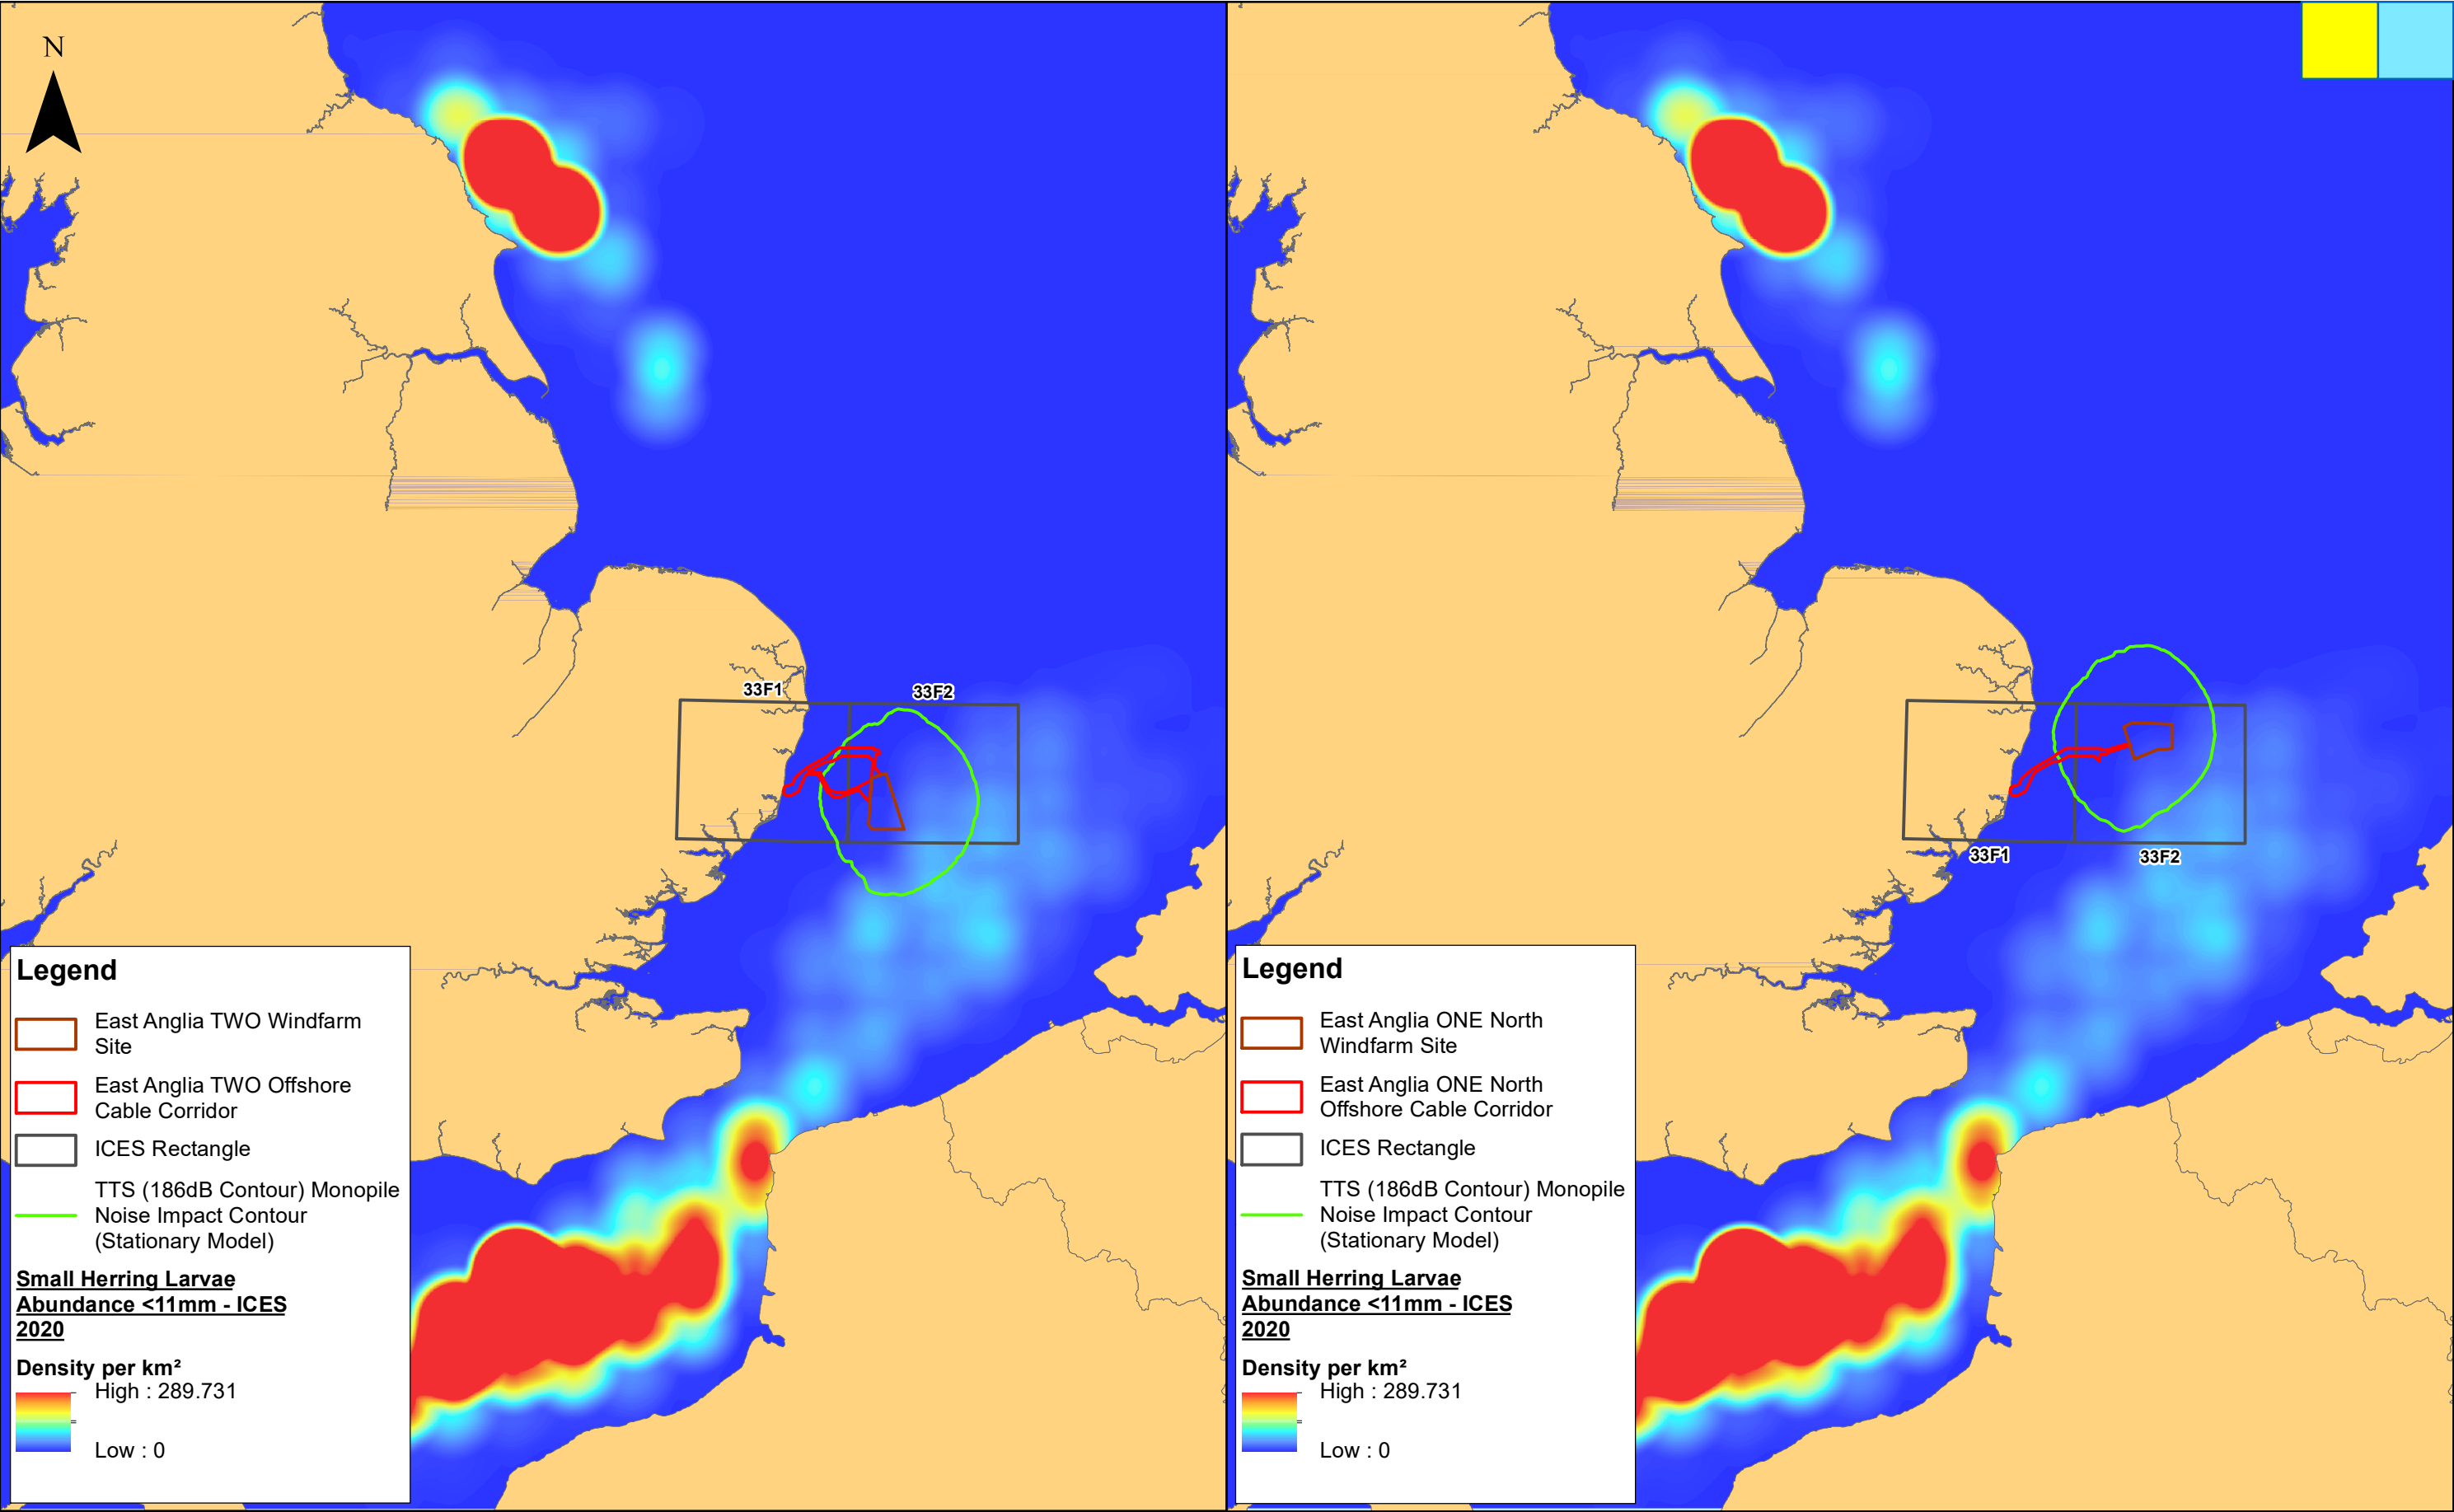 N
33F1
33F2
Legend
East Anglia TWO Windfarm
Site
East Anglia TWO Offshore
Cable Corridor
ICES Rectangle
TTS (186dB Contour) Monopile
Noise Impact Contour
(Stationary Model)
Small Herring Larvae
Abundance <11mm - ICES
2020
Density per km²
High : 289.731
Low : 0
33F1
33F2
Legend
East Anglia ONE North
Windfarm Site
East Anglia ONE North
Offshore Cable Corridor
ICES Rectangle
TTS (186dB Contour) Monopile
Noise Impact Contour
(Stationary Model)
Small Herring Larvae
Abundance <11mm - ICES
2020
Density per km²
High : 289.731
Low : 0